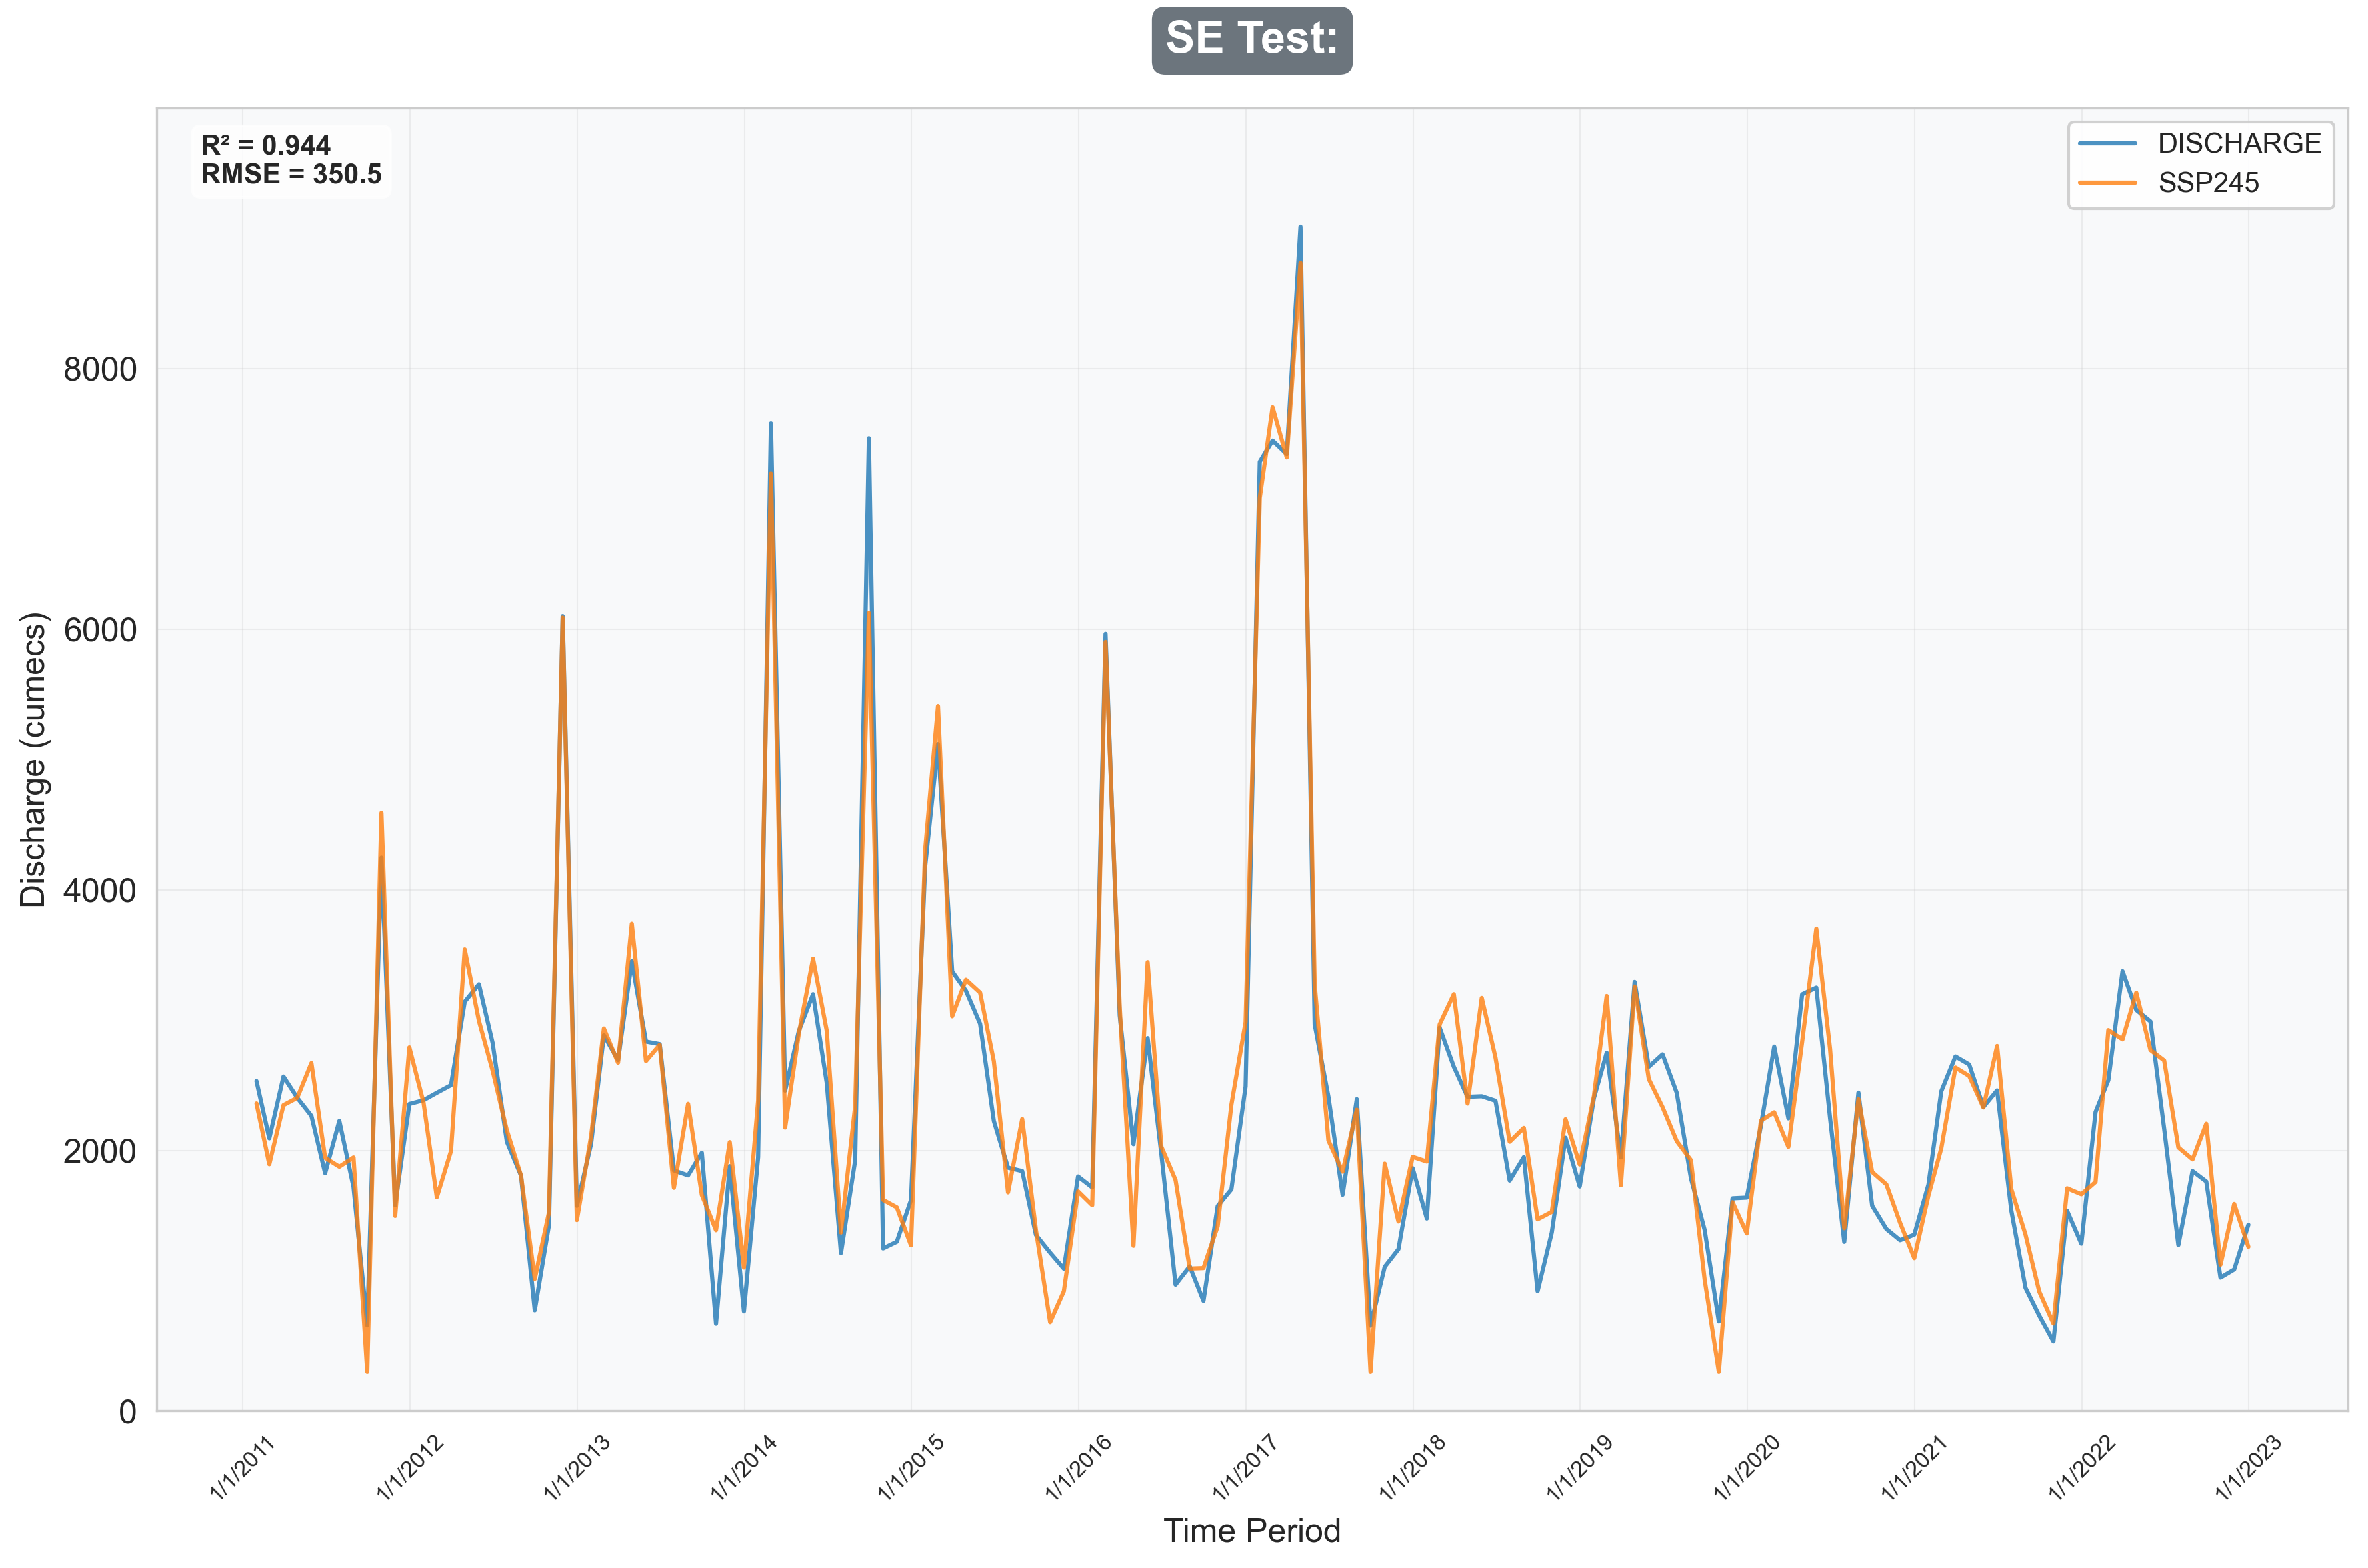 SE Test:
R² = 0.944
RMSE = 350.5
DISCHARGE
SSP245
Discharge (cumecs)
8000
6000
4000
2000
0
1/1/2011
1/1/2012
1/1/2013
1/1/2014
1/1/2015
1/1/2016
1/1/2017
1/1/2018
1/1/2019
1/1/2020
1/1/2021
1/1/2022
1/1/2023
Time Period